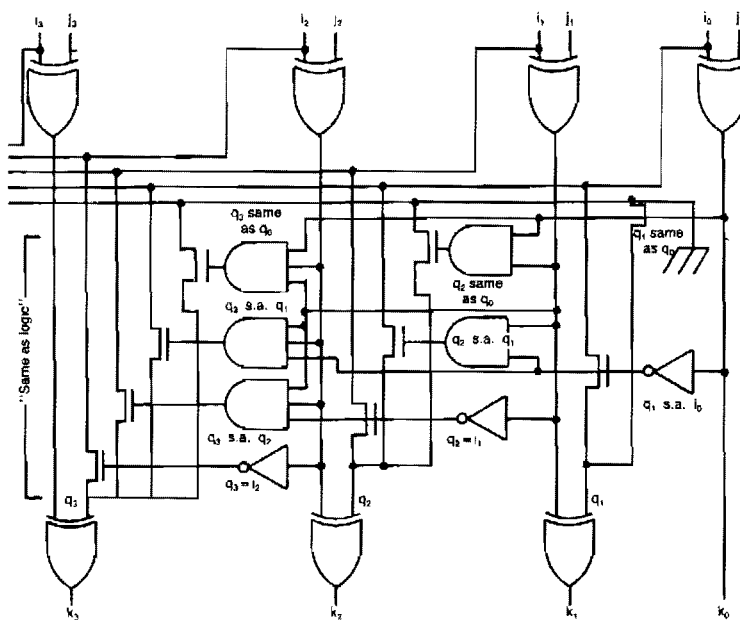 i₃ j₃ i₂ j₂ i₁ j₁ i₀ j
q₃ same
as q₀
q₁ same
as q₀
q₂ same
as q₀
q₃ s.a. q₁
q₂ s.a. q₁
"Same as logic"
q₁ s.a. i₀
q₃ s.a. q₂
q₂ = i₁
q₃ = i₂
q₃ q₂ q₁
k₃ k₂ k₁ k₀